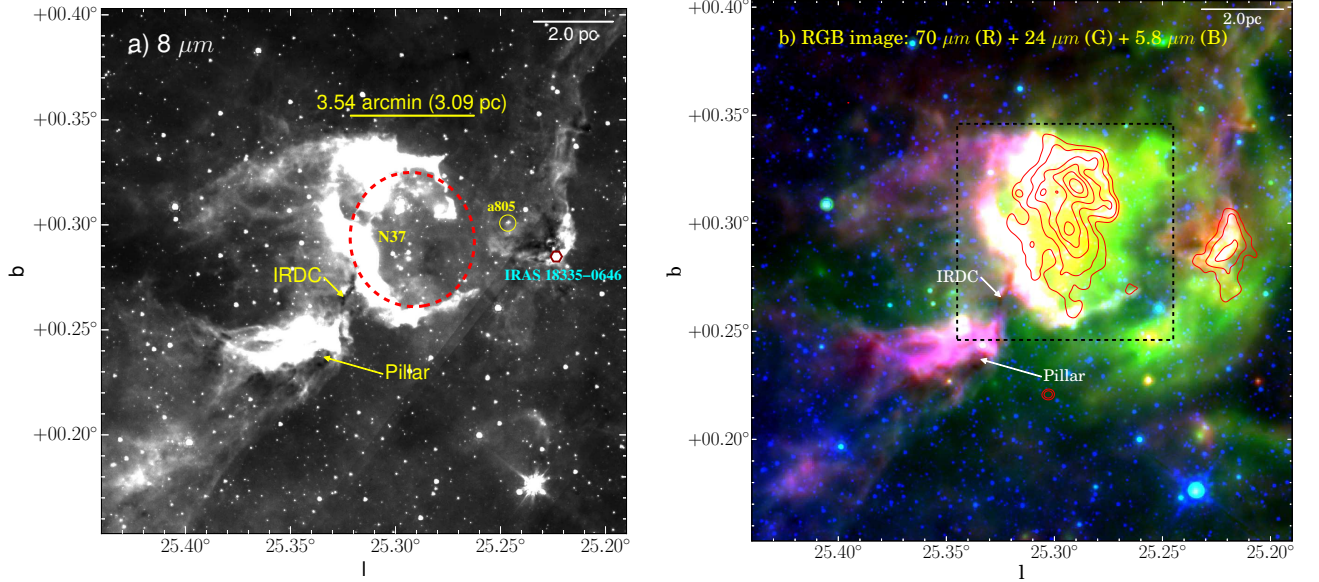 a) 8 μm
2.0 pc
3.54 arcmin (3.09 pc)
a805
N37
IRAS 18335−0646
IRDC
Pillar
+00.40°
+00.35°
+00.30°
+00.25°
+00.20°
b
25.40°
25.35°
25.30°
25.25°
25.20°
l
b) RGB image: 70 μm (R) + 24 μm (G) + 5.8 μm (B)
2.0pc
IRDC
Pillar
+00.40°
+00.35°
+00.30°
+00.25°
+00.20°
b
25.40°
25.35°
25.30°
25.25°
25.20°
l